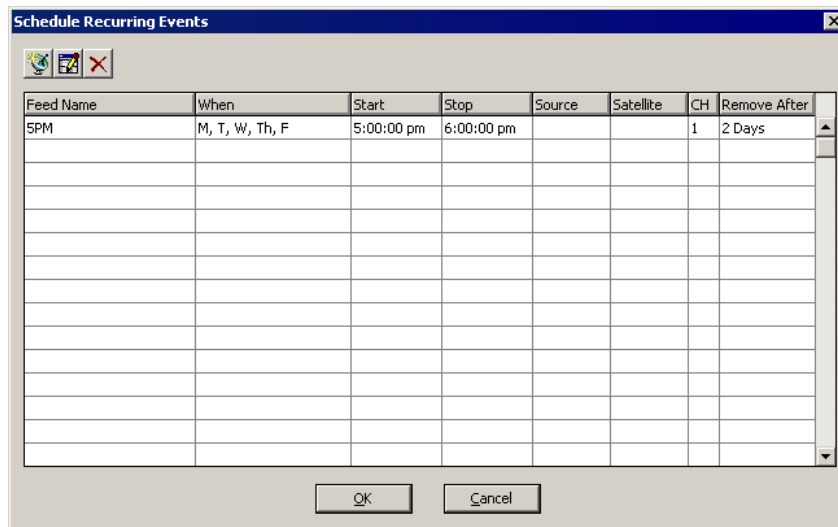 Schedule Recurring Events
Feed Name When Start Stop Source Satellite CH Remove After
5PM M, T, W, Th, F 5:00:00 pm 6:00:00 pm 1 2 Days
OK Cancel